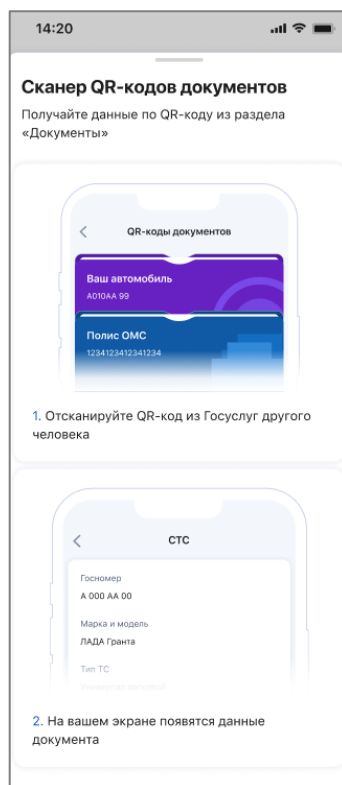 14:20
Сканер QR-кодов документов
Получайте данные по QR-коду из раздела
«Документы»
QR-коды документов
Ваш автомобиль
А010АА 99
Полис ОМС
1234123412341234
1. Отсканируйте QR-код из Госуслуг другого
человека
СТС
Госномер
А 000 АА 00
Марка и модель
ЛАДА Гранта
Тип ТС
2. На вашем экране появятся данные
документа